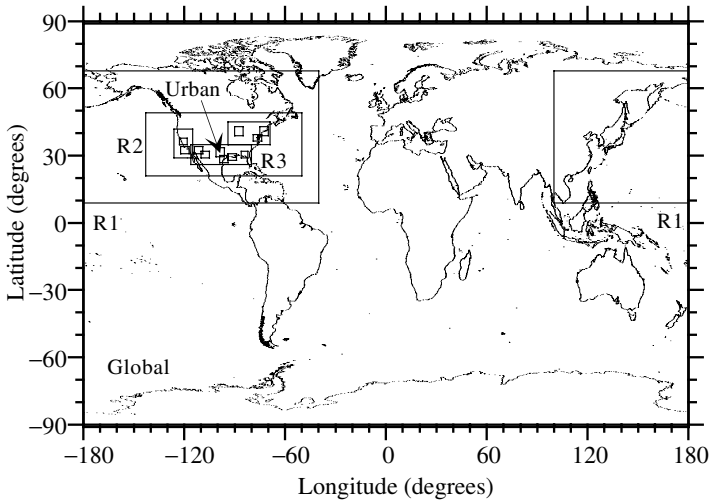 90
60
30
0
−30
−60
−90
Latitude (degrees)
Urban
R2
R3
R1
R1
Global
−180
−120
−60
0
60
120
180
Longitude (degrees)